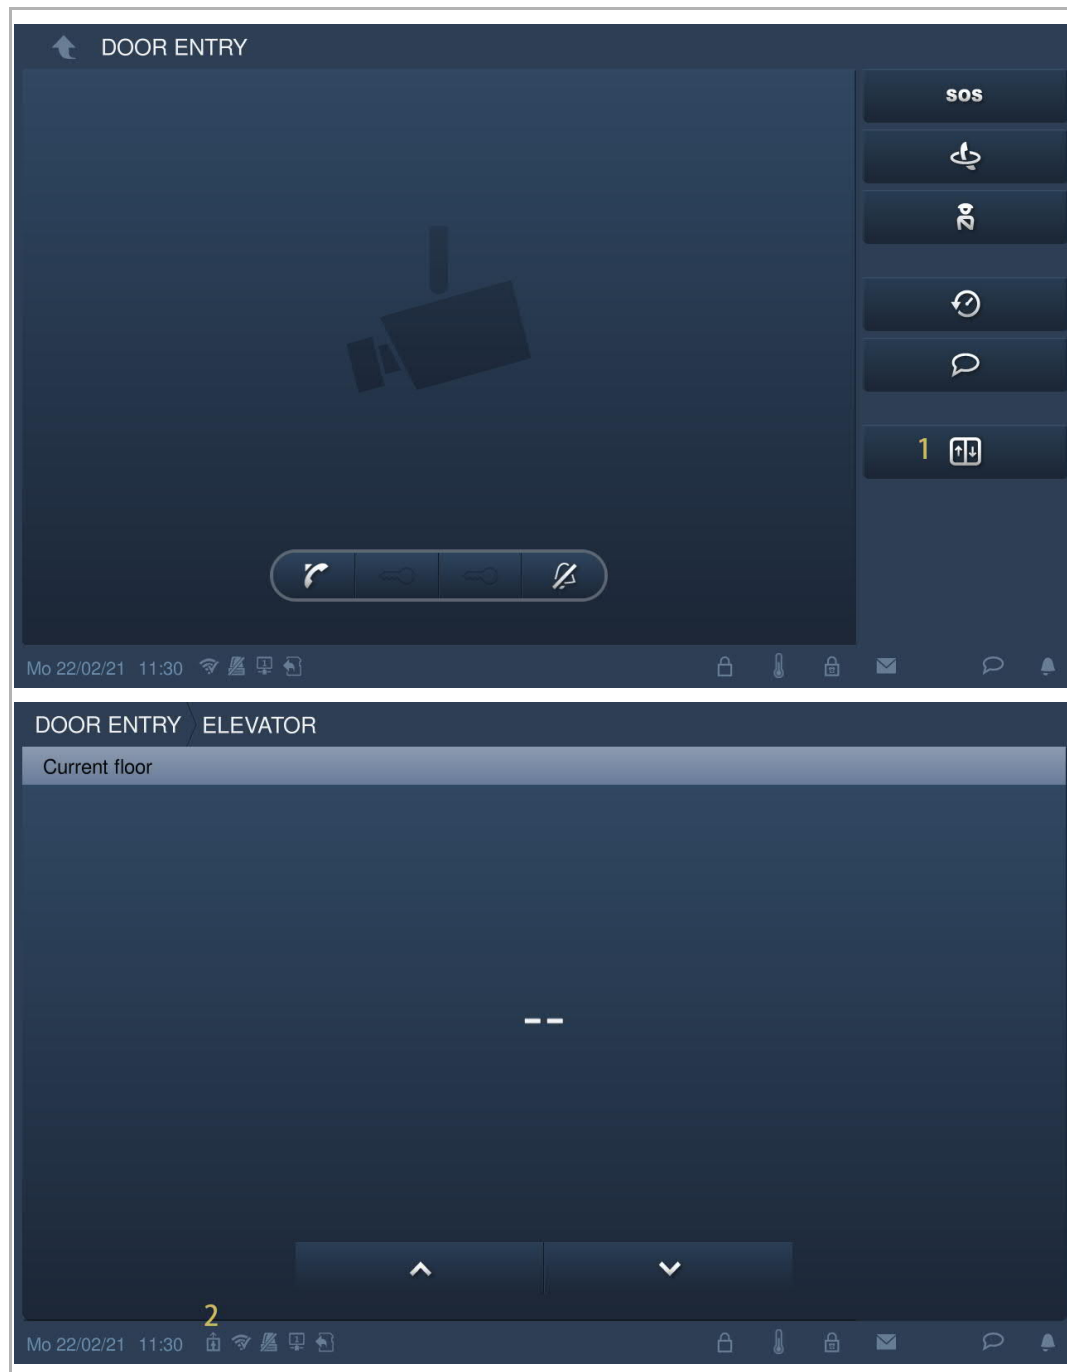 DOOR ENTRY
SOS
1
Mo 22/02/21 11:30
DOOR ENTRY ELEVATOR
Current floor
--
2
Mo 22/02/21 11:30